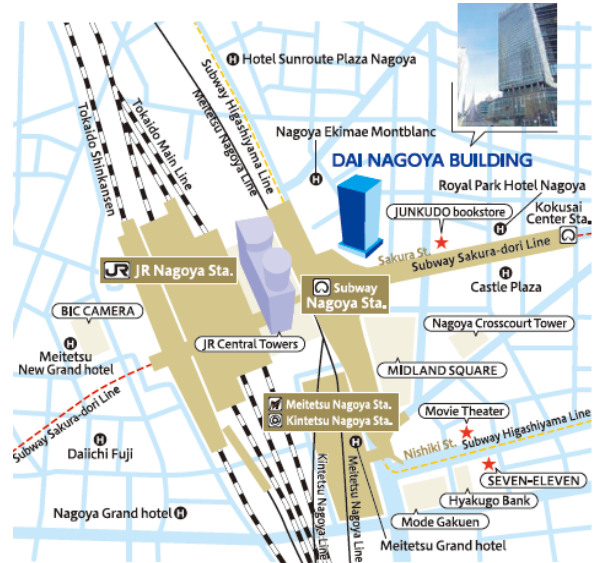 Hotel Sunroute Plaza Nagoya
Subway Higashiyama Line
Meitetsu Nagoya Line
Tokaido Main Line
Tokaido Shinkansen
Nagoya Ekimae Montblanc
DAI NAGOYA BUILDING
Royal Park Hotel Nagoya
JUNKUDO bookstore
Kokusai
Center Sta.
Sakura St.
Subway Sakura-dori Line
JR Nagoya Sta.
Subway
Nagoya Sta.
Castle Plaza
BIC CAMERA
JR Central Towers
Nagoya Crosscourt Tower
Meitetsu
New Grand hotel
MIDLAND SQUARE
Meitetsu Nagoya Sta.
Kintetsu Nagoya Sta.
Movie Theater
Subway Sakura-dori Line
Nishiki St.
Subway Higashiyama Line
Daiichi Fuji
SEVEN-ELEVEN
Hyakugo Bank
Kintetsu Nagoya Line
Meitetsu Nagoya Line
Nagoya Grand hotel
Mode Gakuen
Meitetsu Grand hotel
H
H
H
H
H
H
H
H